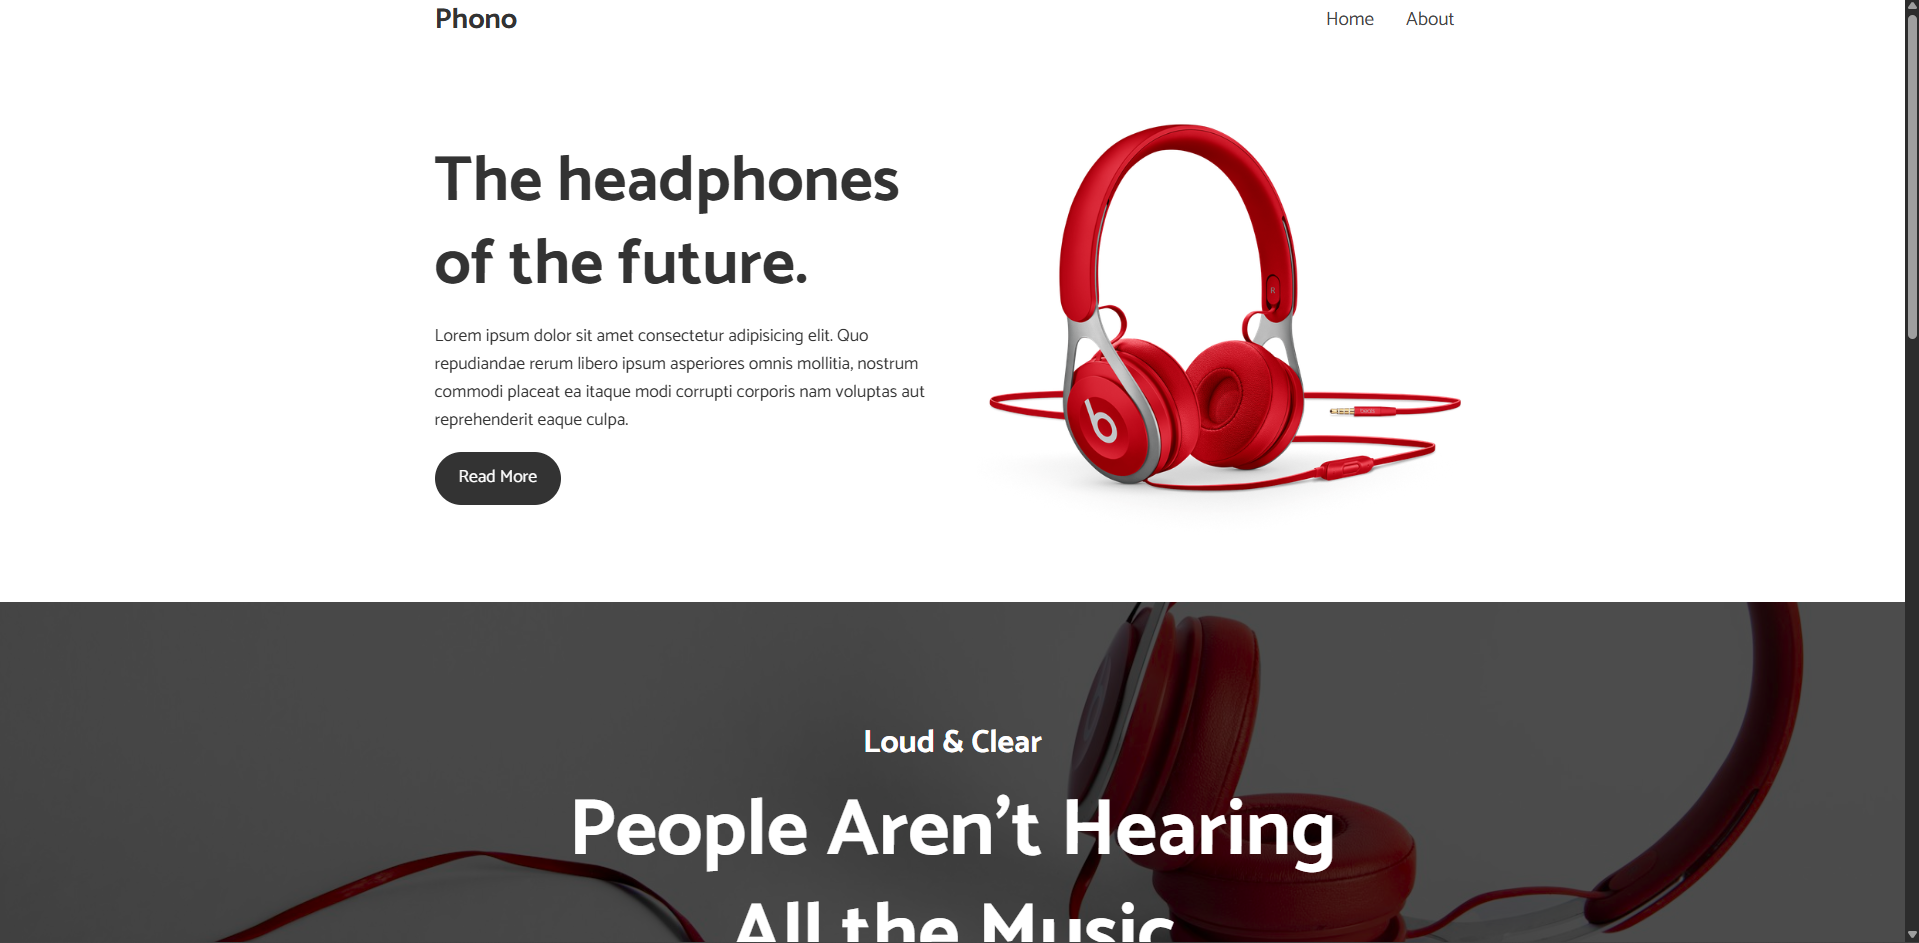 Phono
Home About
The headphones
of the future.
Lorem ipsum dolor sit amet consectetur adipisicing elit. Quo
repudiandae rerum libero ipsum asperiores omnis mollitia, nostrum
commodi placeat ea itaque modi corrupti corporis nam voluptas aut
reprehenderit eaque culpa.
Read More
R
b
beats
Loud & Clear
People Aren’t Hearing
All the Music